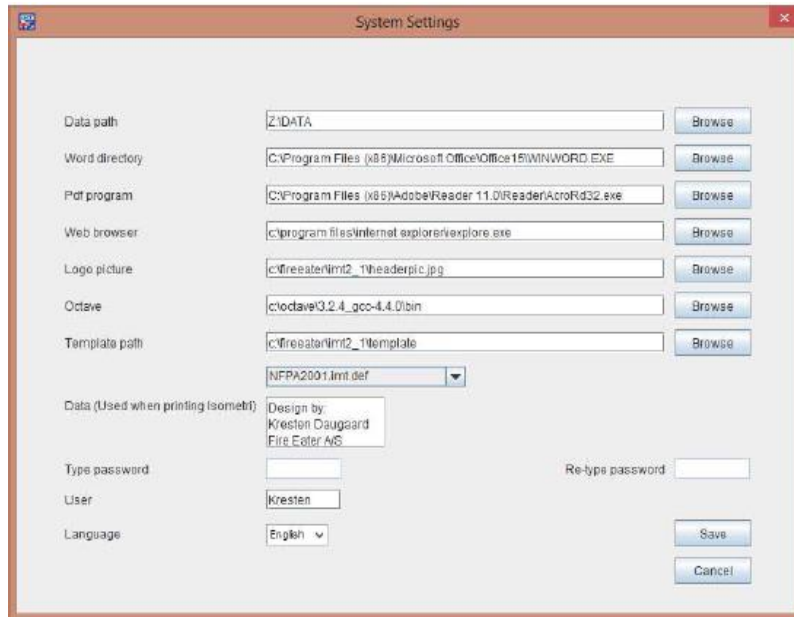 System Settings
Data path Z:\DATA Browse
Word directory C:\Program Files (x86)\Microsoft Office\Office15\WINWORD.EXE Browse
Pdf program C:\Program Files (x86)\Adobe\Reader 11.0\Reader\AcroRd32.exe Browse
Web browser c:\program files\internet explorer\iexplore.exe Browse
Logo picture c:\fireeater\imt2_1\headerpic.jpg Browse
Octave c:\octave\3.2.4_gcc-4.4.0\bin Browse
Template path c:\fireeater\imt2_1\template Browse
NFPA2001.imt.def
Data (Used when printing Isometri) Design by:
Kresten Daugaard
Fire Eater A/S
Type password Re-type password
User Kresten
Language English Save
Cancel